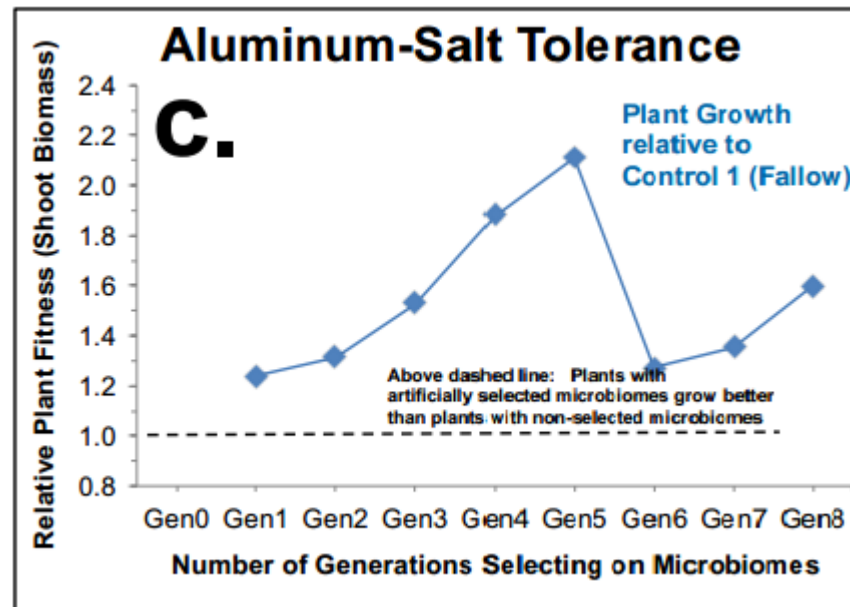 Aluminum-Salt Tolerance
c.
Plant Growth
relative to
Control 1 (Fallow)
Relative Plant Fitness (Shoot Biomass)
2.4
2.2
2.0
1.8
1.6
1.4
1.2
1.0
0.8
Above dashed line: Plants with
artificially selected microbiomes grow better
than plants with non-selected microbiomes
Gen0 Gen1 Gen2 Gen3 Gen4 Gen5 Gen6 Gen7 Gen8
Number of Generations Selecting on Microbiomes